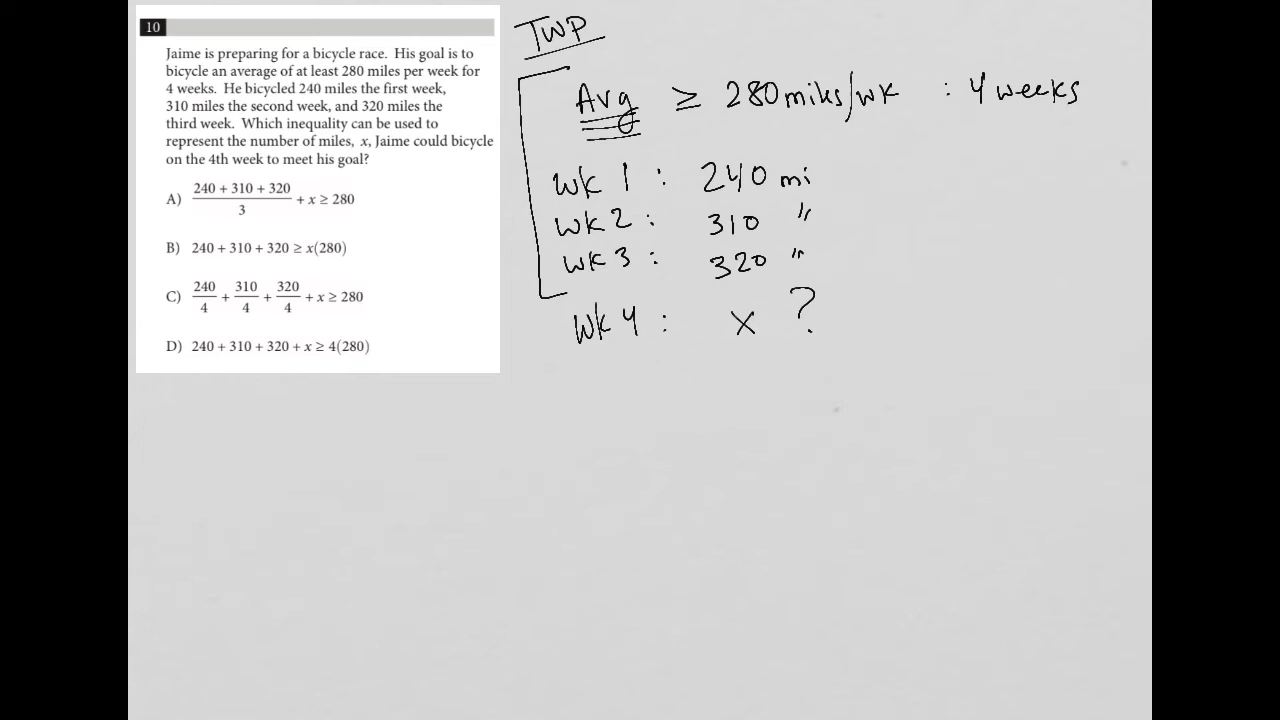 10
Jaime is preparing for a bicycle race. His goal is to
bicycle an average of at least 280 miles per week for
4 weeks. He bicycled 240 miles the first week,
310 miles the second week, and 320 miles the
third week. Which inequality can be used to
represent the number of miles, x, Jaime could bicycle
on the 4th week to meet his goal?
A) (240 + 310 + 320)/3 + x ≥ 280
B) 240 + 310 + 320 ≥ x(280)
C) 240/4 + 310/4 + 320/4 + x ≥ 280
D) 240 + 310 + 320 + x ≥ 4(280)
TWP
Avg ≥ 280 miles/wk : 4 weeks
Wk 1 : 240 mi
Wk 2 : 310 "
Wk 3 : 320 "
Wk 4 : x ?